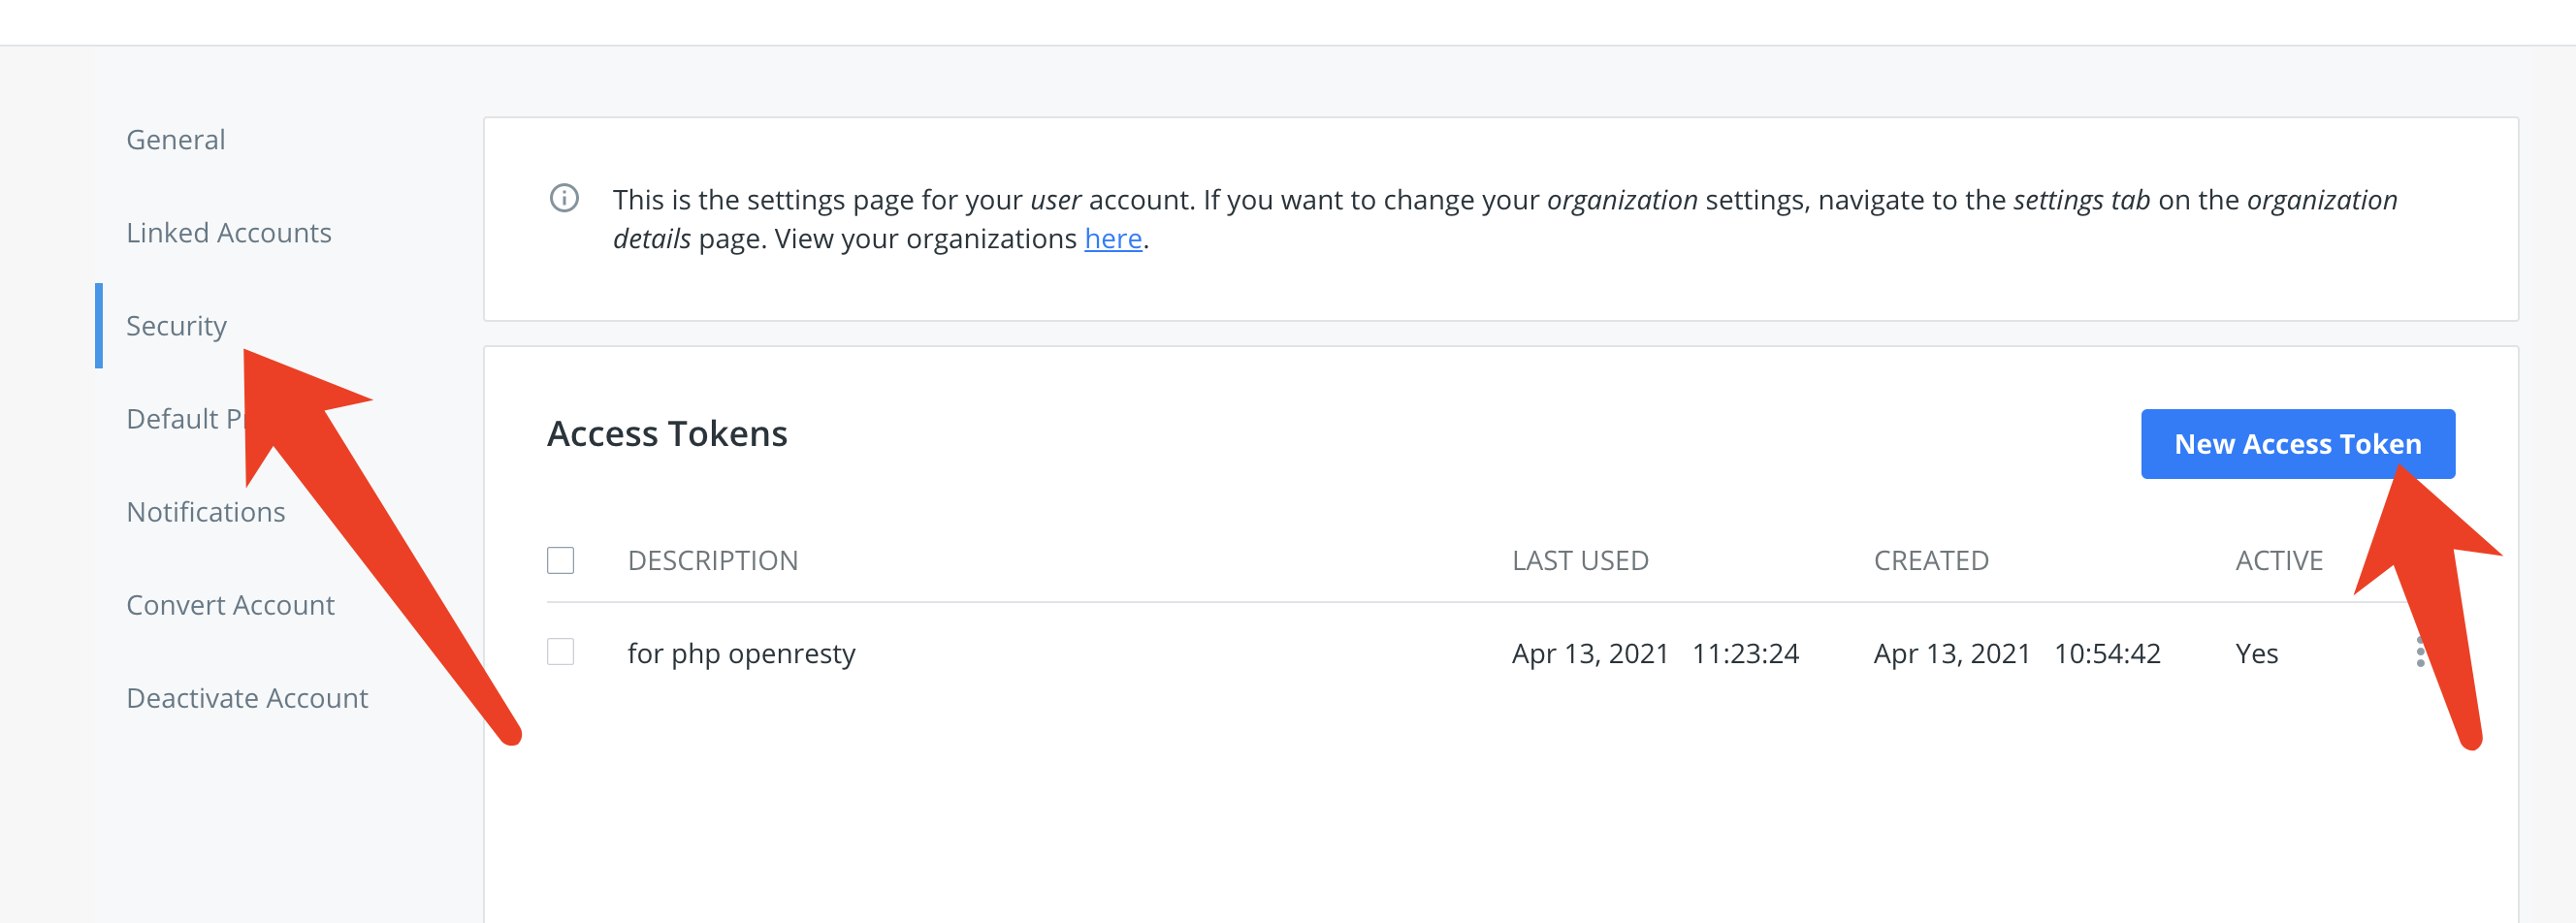 General
Linked Accounts
Security
Default
Notifications
Convert Account
Deactivate Account
This is the settings page for your user account. If you want to change your organization settings, navigate to the settings tab on the organization
details page. View your organizations here.
Access Tokens
New Access Token
DESCRIPTION LAST USED CREATED ACTIVE
for php openresty Apr 13, 2021 11:23:24 Apr 13, 2021 10:54:42 Yes